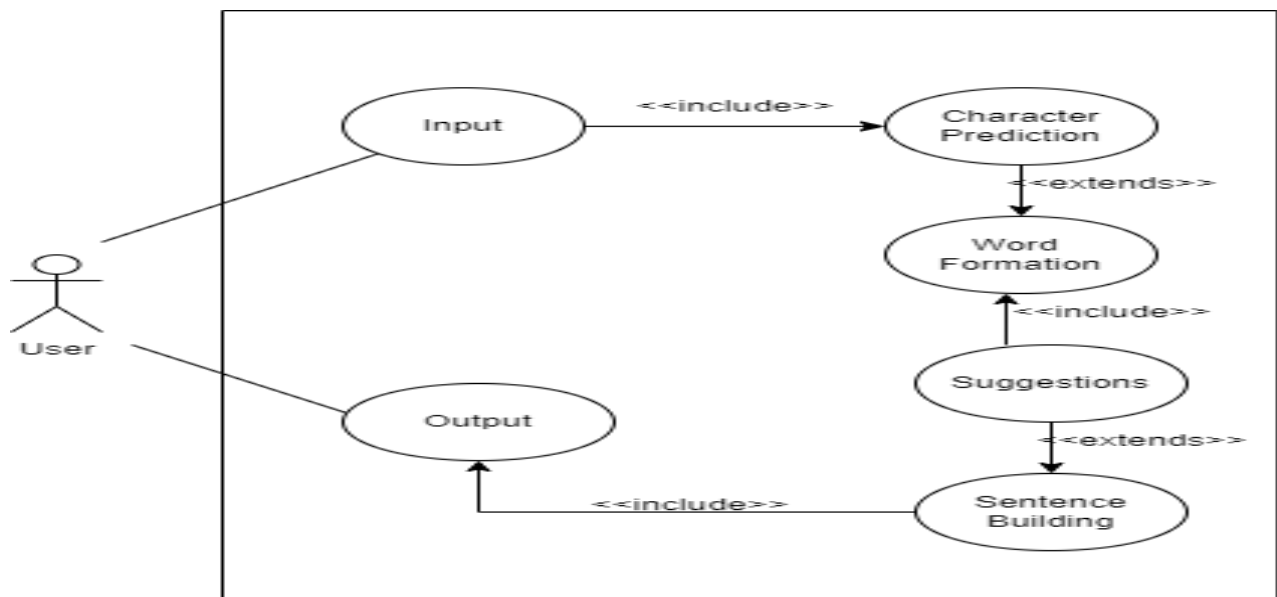 <<include>>
Input
Character
Prediction
<<extends>>
Word
Formation
<<include>>
User
Suggestions
Output
<<extends>>
<<include>>
Sentence
Building